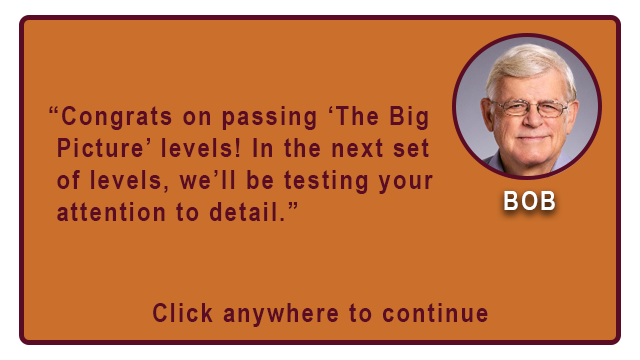 “Congrats on passing ‘The Big
Picture’ levels! In the next set
of levels, we’ll be testing your
attention to detail.”
BOB
Click anywhere to continue